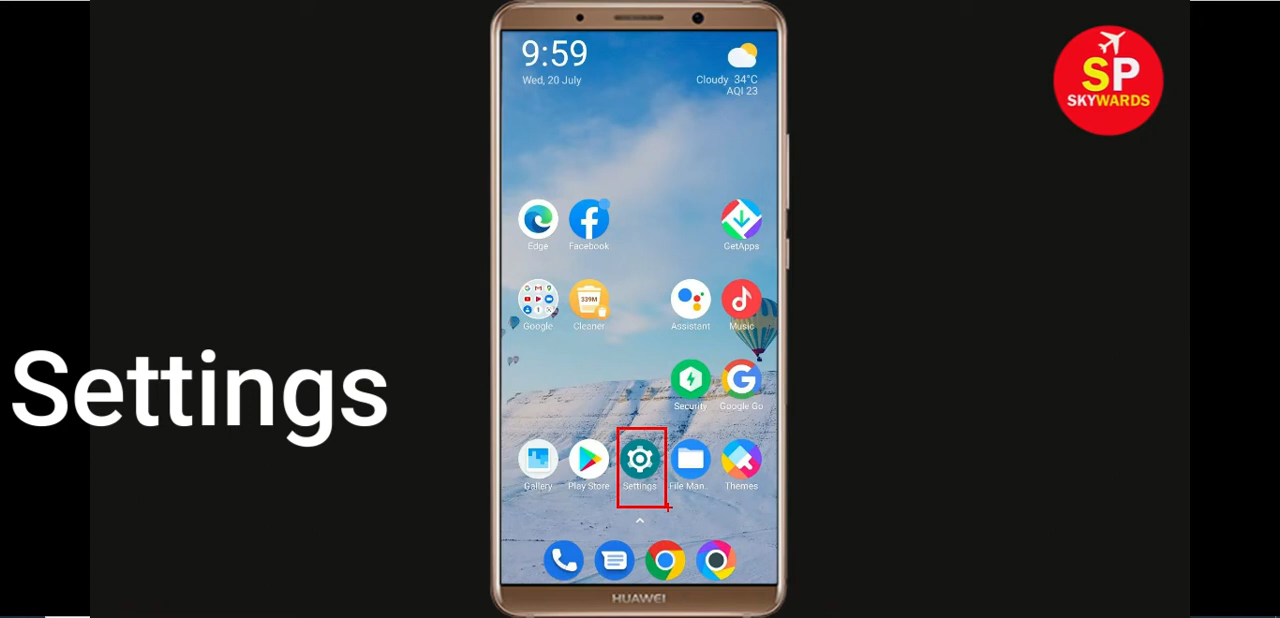 9:59
Wed, 20 July
Cloudy 34°C
AQI 23
SP
SKYWARDS
Edge
Facebook
GetApps
339M
Google
Cleaner
Assistant
Music
Security
Google Go
Settings
Gallery
Play Store
Settings
File Man..
Themes
HUAWEI